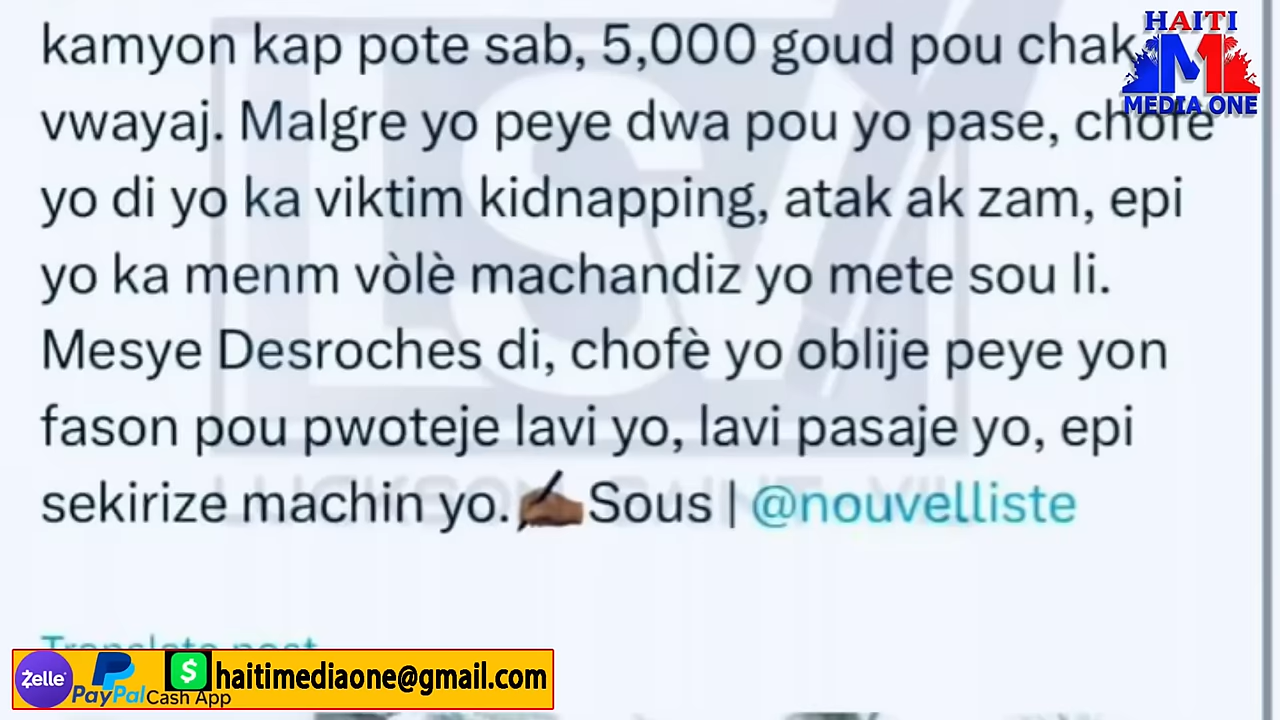 kamyon kap pote sab, 5,000 goud pou chak
vwayaj. Malgre yo peye dwa pou yo pase, chofè
yo di yo ka viktim kidnapping, atak ak zam, epi
yo ka menm vòlè machandiz yo mete sou li.
Mesye Desroches di, chofè yo oblije peye yon
fason pou pwoteje lavi yo, lavi pasaje yo, epi
sekirize machin yo.✍🏾Sous | @nouvelliste
Translate post
HAITI
M
MEDIA ONE
LSV
Zelle
PayPal
$
Cash App
haitimediaone@gmail.com